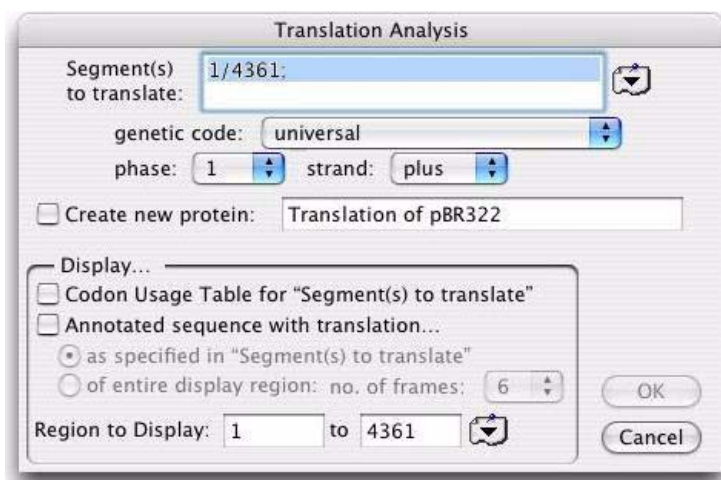 Translation Analysis
Segment(s) to translate: 1/4361;
genetic code: universal
phase: 1 strand: plus
Create new protein: Translation of pBR322
Display...
Codon Usage Table for “Segment(s) to translate”
Annotated sequence with translation...
as specified in “Segment(s) to translate”
of entire display region: no. of frames: 6
OK
Region to Display: 1 to 4361
Cancel